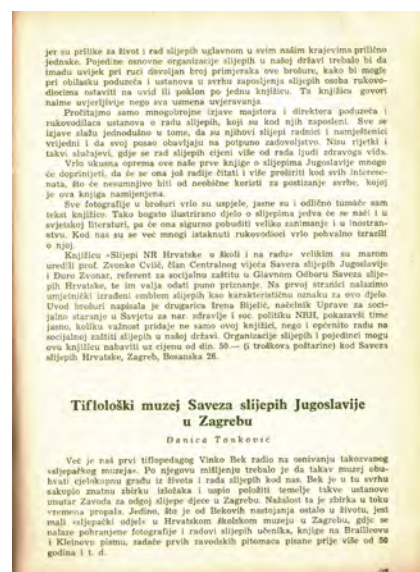 jer su prilike za život i rad slijepih uglavnom u svim našim krajevima prilično
jednake. Pojedine osnovne organizacije slijepih u našoj državi trebalo bi da
imadu uvijek pri ruci dovoljan broj primjeraka ove brošure, kako bi mogle
pri obilasku poduzeća i ustanova u svrhu zaposlenja slijepih osoba rukovo-
diocima ostaviti na uvid ili poklon po jednu knjižicu. Ta knjižica govori
naime uvjerljivije nego sva usmena uvjeravanja.
Pročitajmo samo mnogobrojne izjave majstora i direktora poduzeća i
rukovodilaca ustanova o radu slijepih, koji su kod njih zaposleni. Sve se
izjave slažu jednodušno u tome, da su njihovi slijepi radnici i namještenici
vrijedni i da svoj posao obavljaju na potpuno zadovoljstvo. Nisu rijetki i
takvi slučajevi, gdje se rad slijepih cijeni više od rada ljudi zdravoga vida.
Vrlo ukusna oprema ove naše prve knjige o slijepima Jugoslavije mnogo
će doprinijeti, da će se ona još radije čitati i više proširiti kod svih interese-
nata, što će nesumnjivo biti od neobične koristi za postizanje svrhe, kojoj
je ova knjiga namijenjena.
Sve fotografije u brošuri vrlo su uspjele, jasne su i odlično tumače sam
tekst knjižice. Tako bogato ilustrirano djelo o slijepima jedva će se naći i u
svjetskoj literaturi, pa će ona sigurno pobuditi veliko zanimanje i u inostran-
stvu. Kod nas su se već mnogi istaknuti rukovodioci vrlo pohvalno izrazili
o njoj.
Knjižicu »Slijepi NR Hrvatske u školi i na radu« velikim su marom
uredili prof. Zvonko Cviić, član Centralnog vijeća Saveza slijepih Jugoslavije
i Đuro Zvonar, referent za socijalnu zaštitu u Glavnom Odboru Saveza slije-
pih Hrvatske, te im valja odati puno priznanje. Na prvoj stranici nalazimo
umjetnički izrađeni emblem slijepih kao karakterističnu oznaku za ovo djelo.
Uvod brošuri napisala je drugarica Irena Bijelić, načelnik Uprave za soci-
jalno staranje u Savjetu za nar. zdravlje i soc. politiku NRH, pokazavši time
jasno, koliku važnost pridaje ne samo ovoj knjižici, nego i općenito radu na
socijalnoj zaštiti slijepih u našoj državi. Organizacije slijepih i pojedinci mogu
ovu knjižicu nabaviti uz cijenu od din. 50.— (i troškova poštarine) kod Saveza
slijepih Hrvatske, Zagreb, Bosanska 26.
Tiflološki muzej Saveza slijepih Jugoslavije
u Zagrebu
Danica Tonković
Već je naš prvi tiflopedagog Vinko Bek radio na osnivanju takozvanog
»sljepačkog muzeja«. Po njegovu mišljenju trebalo je da takav muzej obu-
hvati cjelokupnu građu iz života i rada slijepih kod nas. Bek je u tu svrhu
sakupio znatnu zbirku izložaka i uspio položiti temelje takve ustanove
unutar Zavoda za odgoj slijepe djece u Zagrebu. Nažalost ta je zbirka u toku
vremena propala. Jedino, što je od Bekovih nastojanja ostalo u životu, jest
mali »sljepački odjel« u Hrvatskom školskom muzeju u Zagrebu, gdje se
nalaze pohranjene fotografije i radovi slijepih učenika, knjige na Brailleovu
i Kleinovu pismu, zadaće prvih zavodskih pitomaca pisane prije više od 50
godina i t. d.